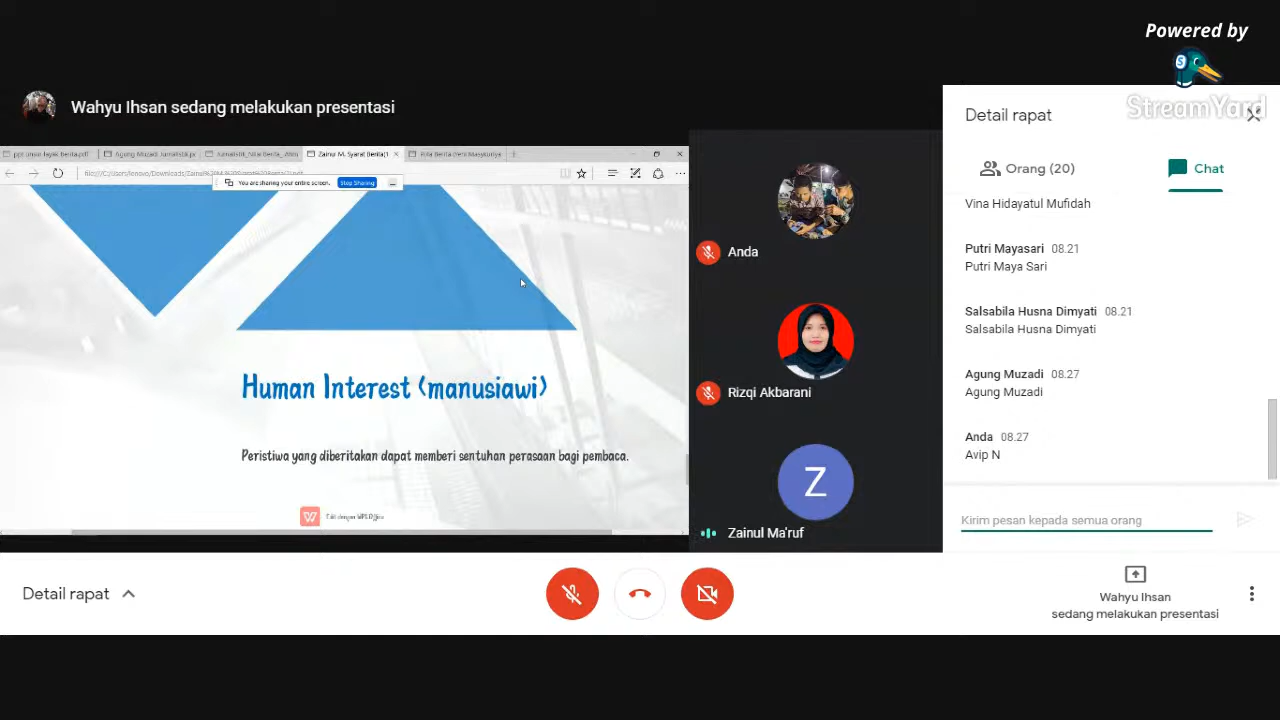 Powered by
StreamYard
Wahyu Ihsan sedang melakukan presentasi
Zainul M. Syarat Berita(1
You are sharing your entire screen.
Stop Sharing
Human Interest (manusiawi)
Peristiwa yang diberitakan dapat memberi sentuhan perasaan bagi pembaca.
Anda
Rizqi Akbarani
Z
Zainul Ma'ruf
Detail rapat
Orang (20)
Chat
Vina Hidayatul Mufidah
Putri Mayasari 08.21
Putri Maya Sari
Salsabila Husna Dimyati 08.21
Salsabila Husna Dimyati
Agung Muzadi 08.27
Agung Muzadi
Anda 08.27
Avip N
Kirim pesan kepada semua orang
Detail rapat
Wahyu Ihsan
sedang melakukan presentasi